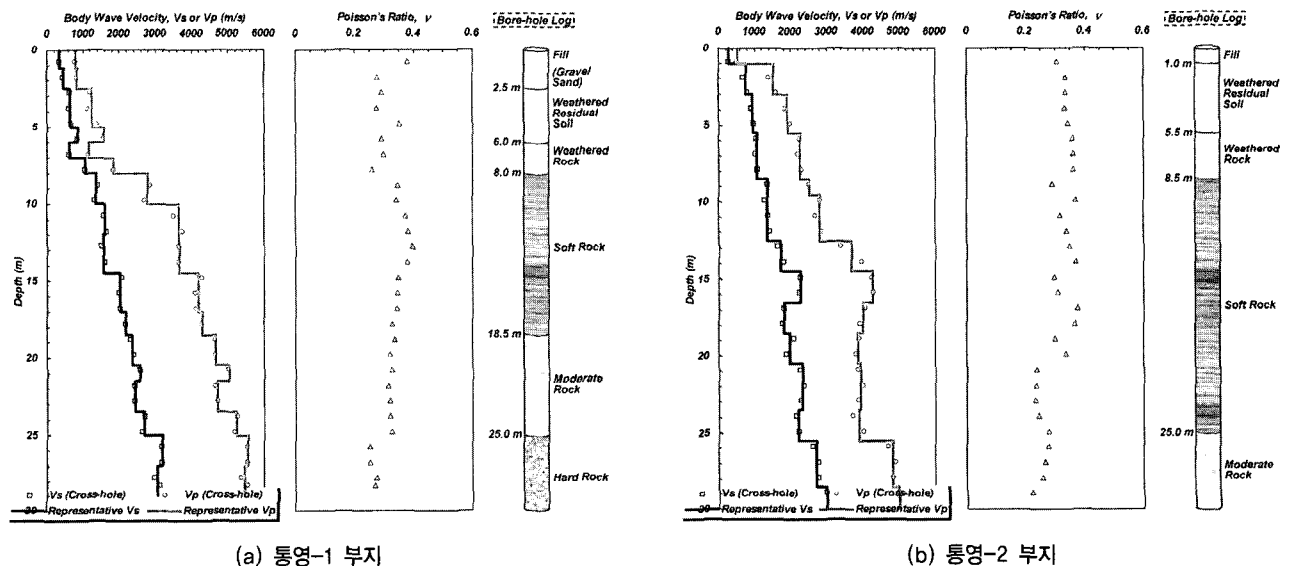 Body Wave Velocity, Vs or Vp (m/s)
0 1000 2000 3000 4000 5000 6000
0
5
10
15
20
25
Depth (m)
Vs (Cross-hole)
Vp (Cross-hole)
30 Representative Vs
Representative Vp
Poisson's Ratio, ν
0 0.2 0.4 0.6
Bore-hole Log
Fill
(Gravel
Sand)
2.5 m
Weathered
Residual
Soil
6.0 m
Weathered
Rock
8.0 m
Soft Rock
18.5 m
Moderate
Rock
25.0 m
Hard Rock
(a) 통영-1 부지
Body Wave Velocity, Vs or Vp (m/s)
0 1000 2000 3000 4000 5000 6000
0
5
10
15
20
25
Depth (m)
Vs (Cross-hole)
Vp (Cross-hole)
30 Representative Vs
Representative Vp
Poisson's Ratio, ν
0 0.2 0.4 0.6
Bore-hole Log
Fill
1.0 m
Weathered
Residual
Soil
5.5 m
Weathered
Rock
8.5 m
Soft Rock
25.0 m
Moderate
Rock
(b) 통영-2 부지